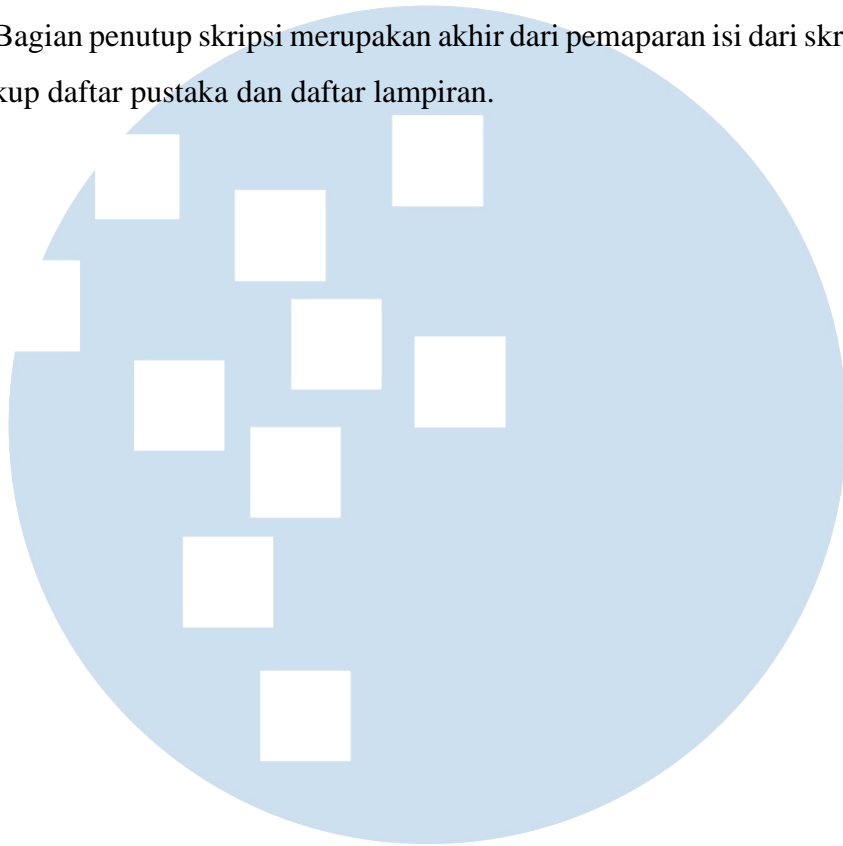 Bagian penutup skripsi merupakan akhir dari pemaparan isi dari skr
kup daftar pustaka dan daftar lampiran.